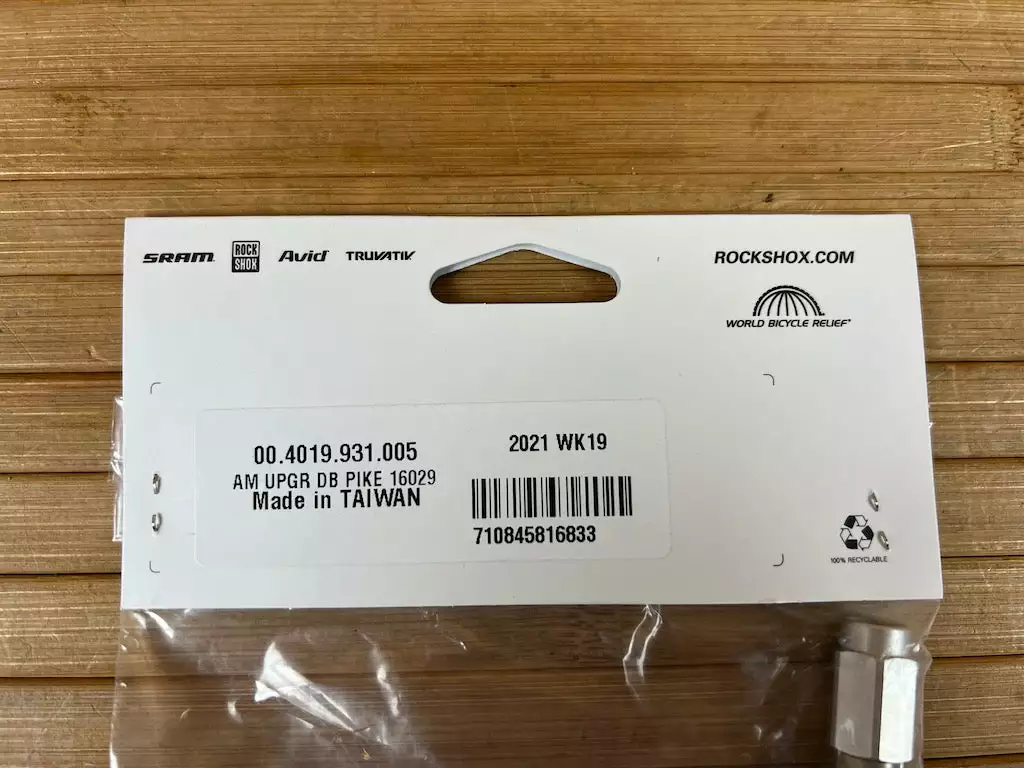 SRAM ROCK SHOX Avid TRUVATIV
ROCKSHOX.COM
WORLD BICYCLE RELIEF
00.4019.931.005
AM UPGR DB PIKE 16029
Made in TAIWAN
2021 WK19
710845816833
100% RECYCLABLE